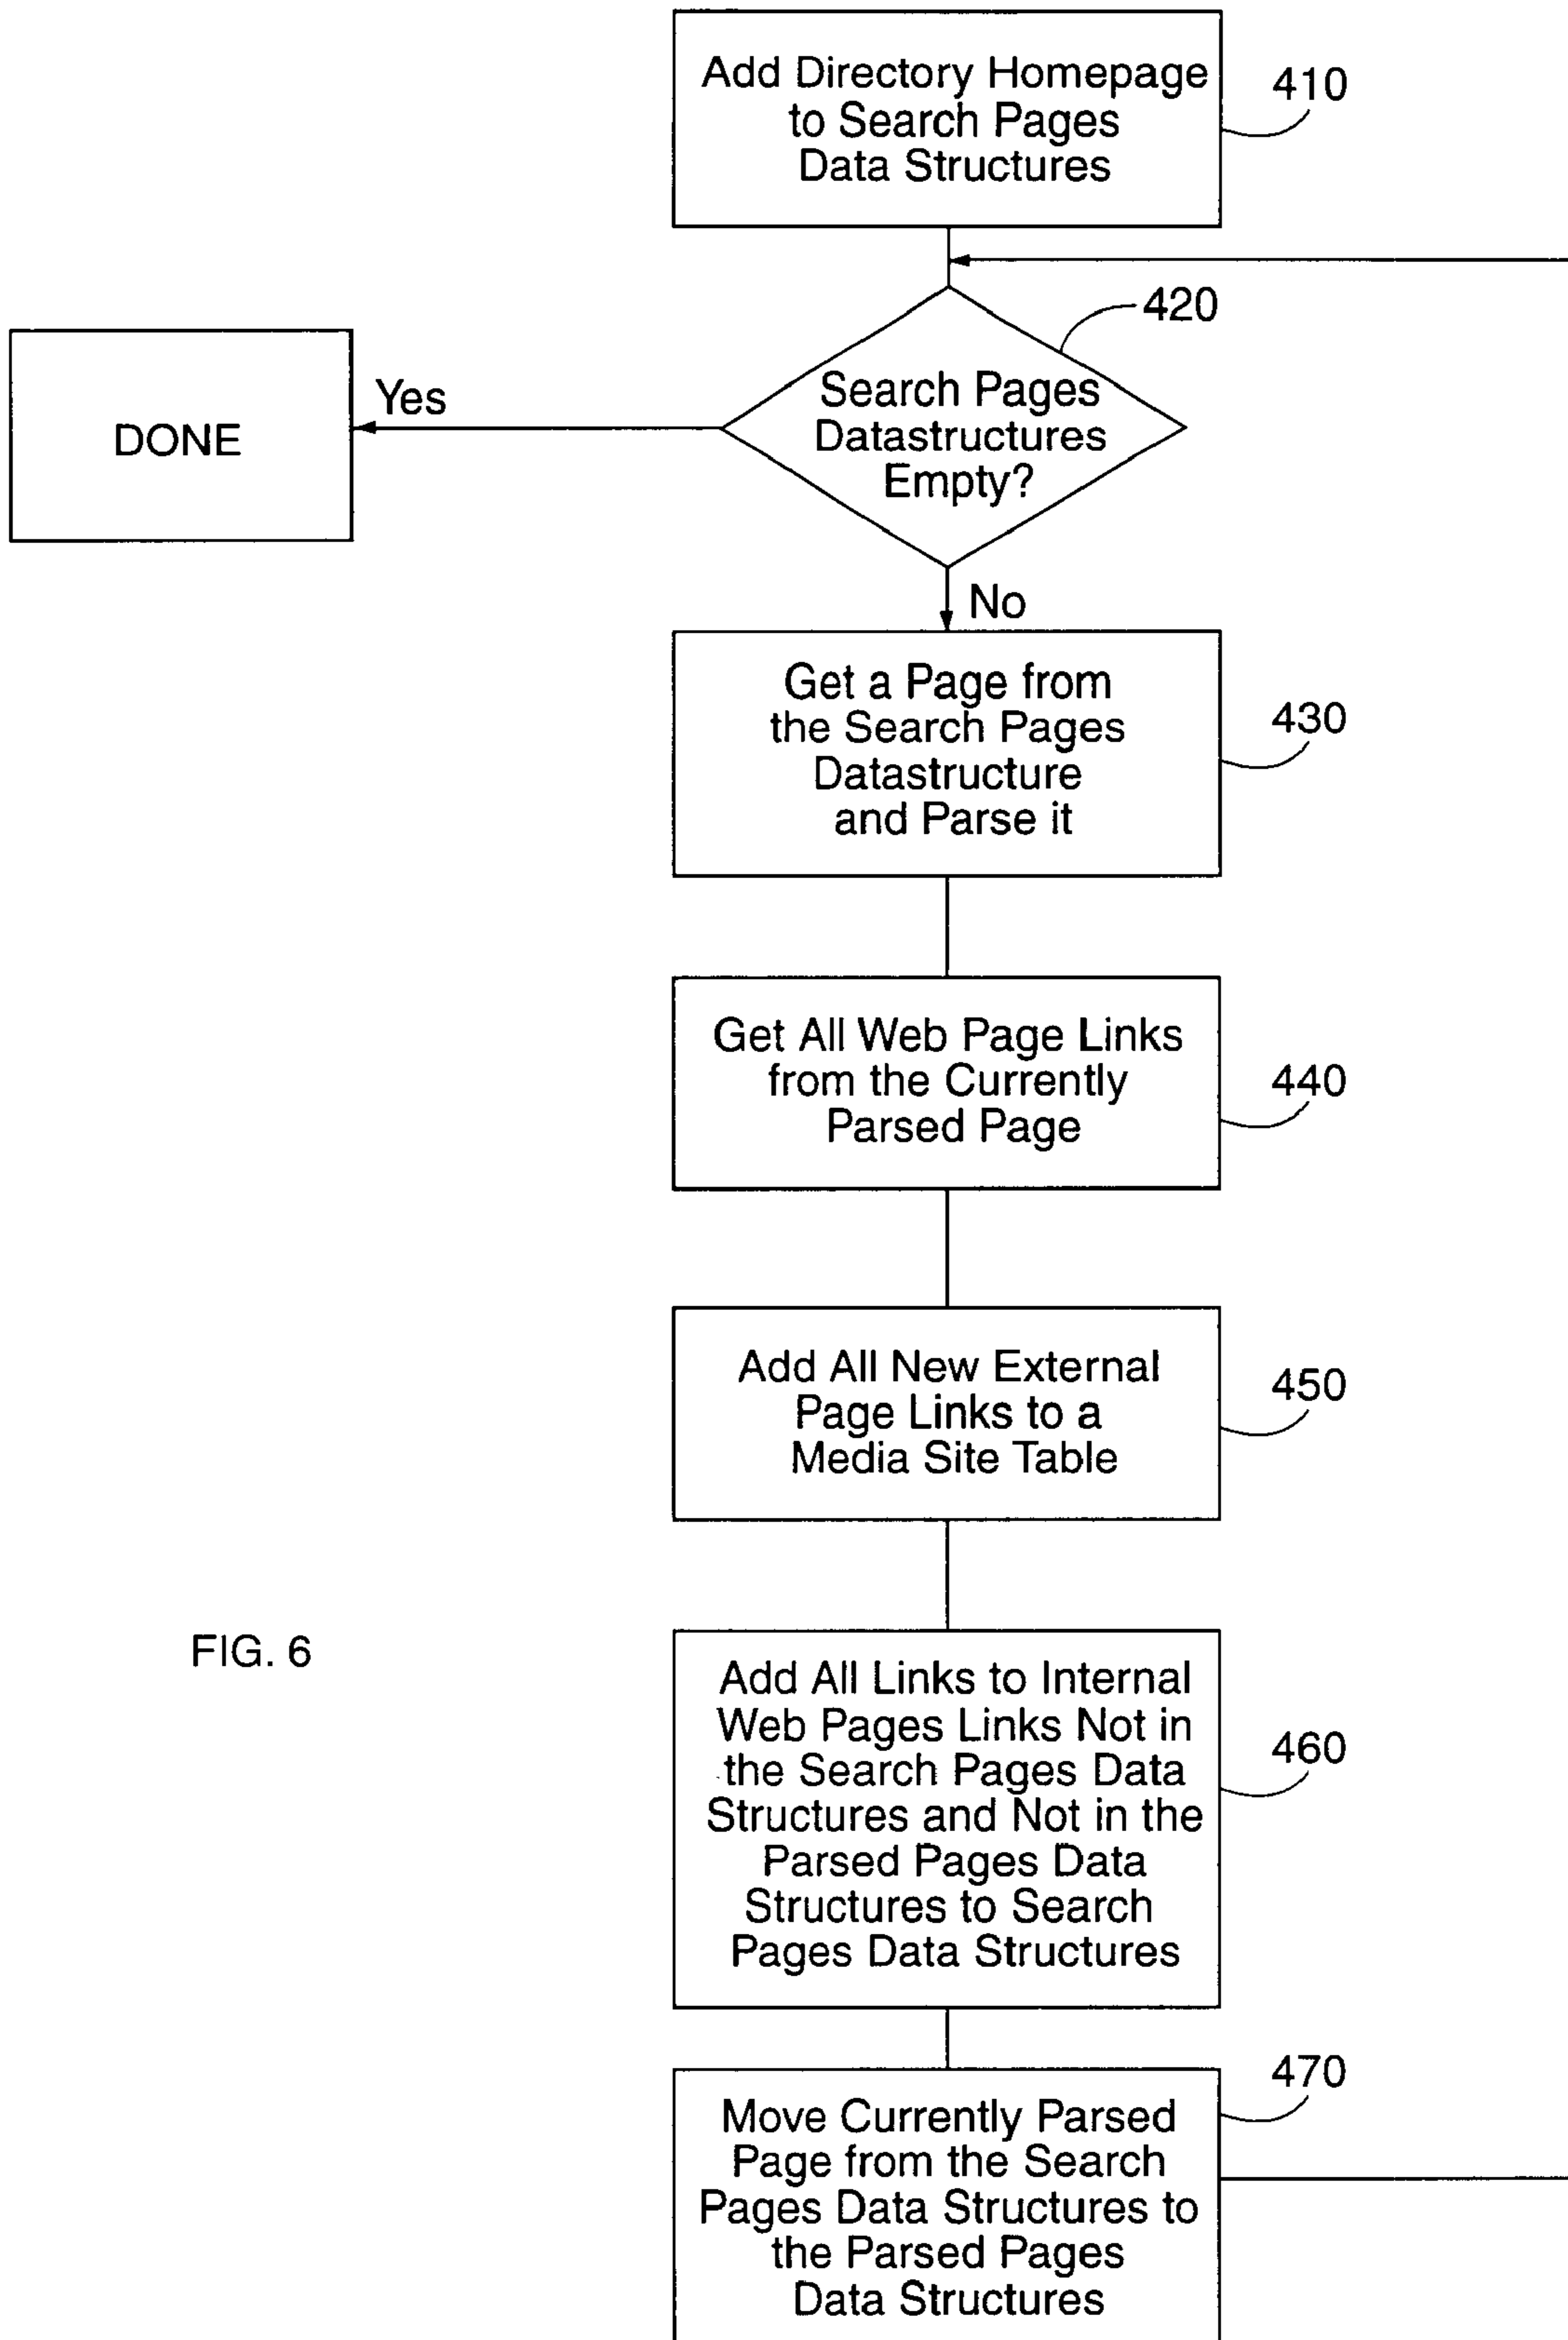 Add Directory Homepage
to Search Pages
Data Structures
410
420
Search Pages
Datastructures
Empty?
Yes
DONE
No
Get a Page from
the Search Pages
Datastructure
and Parse it
430
Get All Web Page Links
from the Currently
Parsed Page
440
Add All New External
Page Links to a
Media Site Table
450
FIG. 6
Add All Links to Internal
Web Pages Links Not in
the Search Pages Data
Structures and Not in the
Parsed Pages Data
Structures to Search
Pages Data Structures
460
470
Move Currently Parsed
Page from the Search
Pages Data Structures to
the Parsed Pages
Data Structures